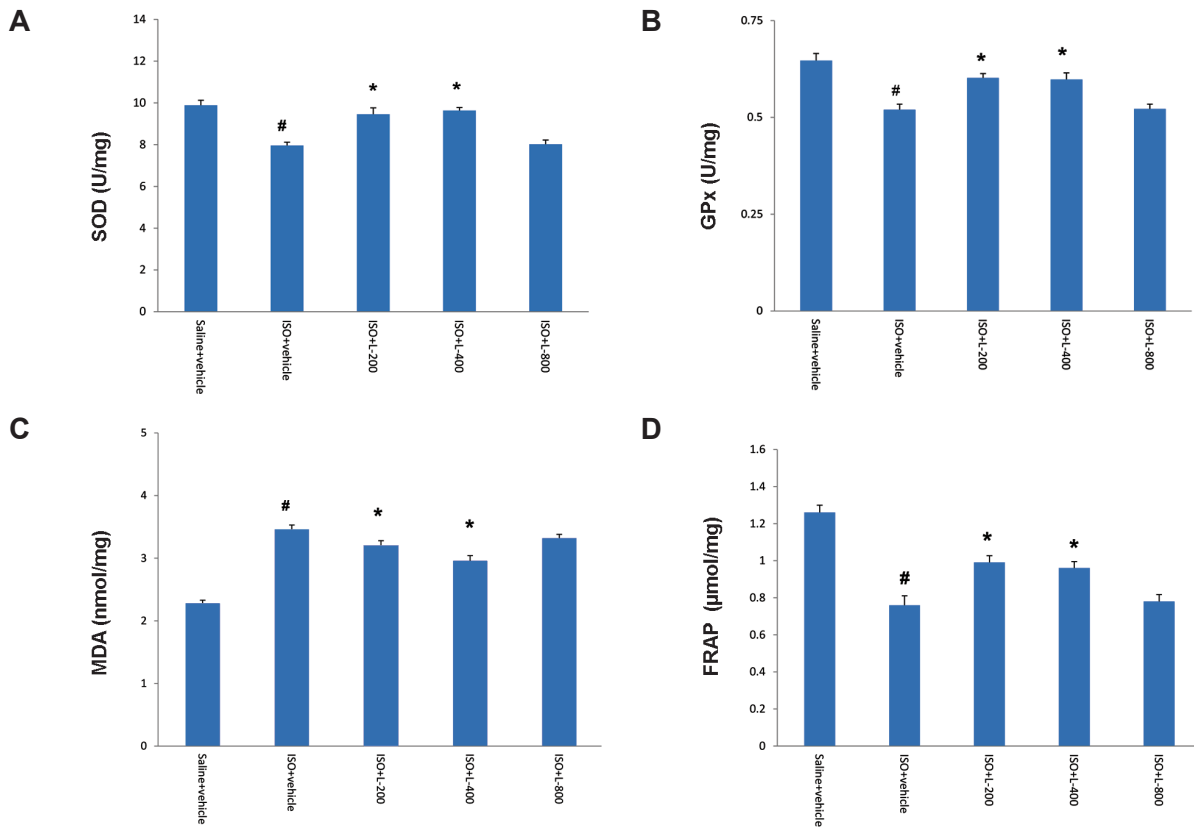 A
SOD (U/mg)
14
12
10
8
6
4
2
0
#
*
*
Saline+vehicle
ISO+vehicle
ISO+L-200
ISO+L-400
ISO+L-800
B
GPx (U/mg)
0.75
0.5
0.25
0
#
*
*
Saline+vehicle
ISO+vehicle
ISO+L-200
ISO+L-400
ISO+L-800
C
MDA (nmol/mg)
5
4
3
2
1
0
#
*
*
Saline+vehicle
ISO+vehicle
ISO+L-200
ISO+L-400
ISO+L-800
D
FRAP (µmol/mg)
1.6
1.4
1.2
1
0.8
0.6
0.4
0.2
0
#
*
*
Saline+vehicle
ISO+vehicle
ISO+L-200
ISO+L-400
ISO+L-800